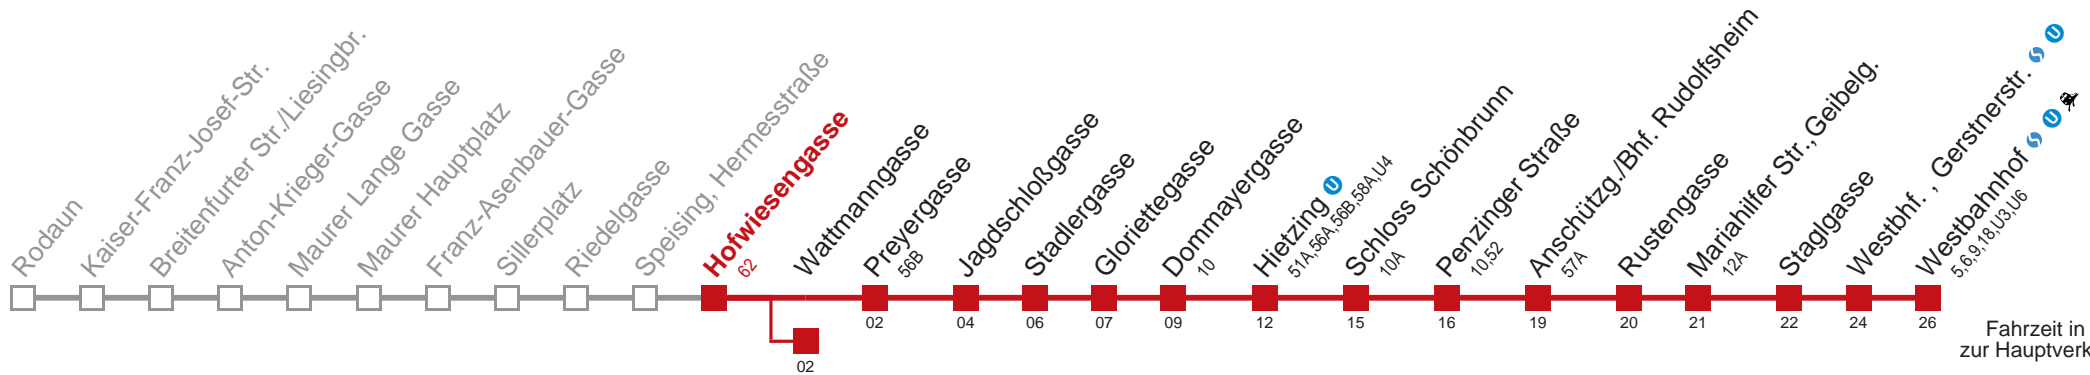 Rodaun
Kaiser-Franz-Josef-Str.
Breitenfurter Str./Liesingbr.
Anton-Krieger-Gasse
Maurer Lange Gasse
Maurer Hauptplatz
Franz-Asenbauer-Gasse
Sillerplatz
Riedelgasse
Speising, Hermesstraße
Hofwiesengasse
62
Wattmanngasse
Preyergasse
56B
Jagdschloßgasse
Stadlergasse
Gloriettegasse
Dommayergasse
10
Hietzing U
51A,56A,56B,58A,U4
Schloss Schönbrunn
10A
Penzinger Straße
10,52
Anschützg./Bhf. Rudolfsheim
57A
Rustengasse
Mariahilfer Str., Geibelg.
12A
Staglgasse
Westbhf. , Gerstnerstr. S U
Westbahnhof S U
5,6,9,18,U3,U6
02
02 04 06 07 09 12 15 16 19 20 21 22 24 26
Fahrzeit in
zur Hauptverk